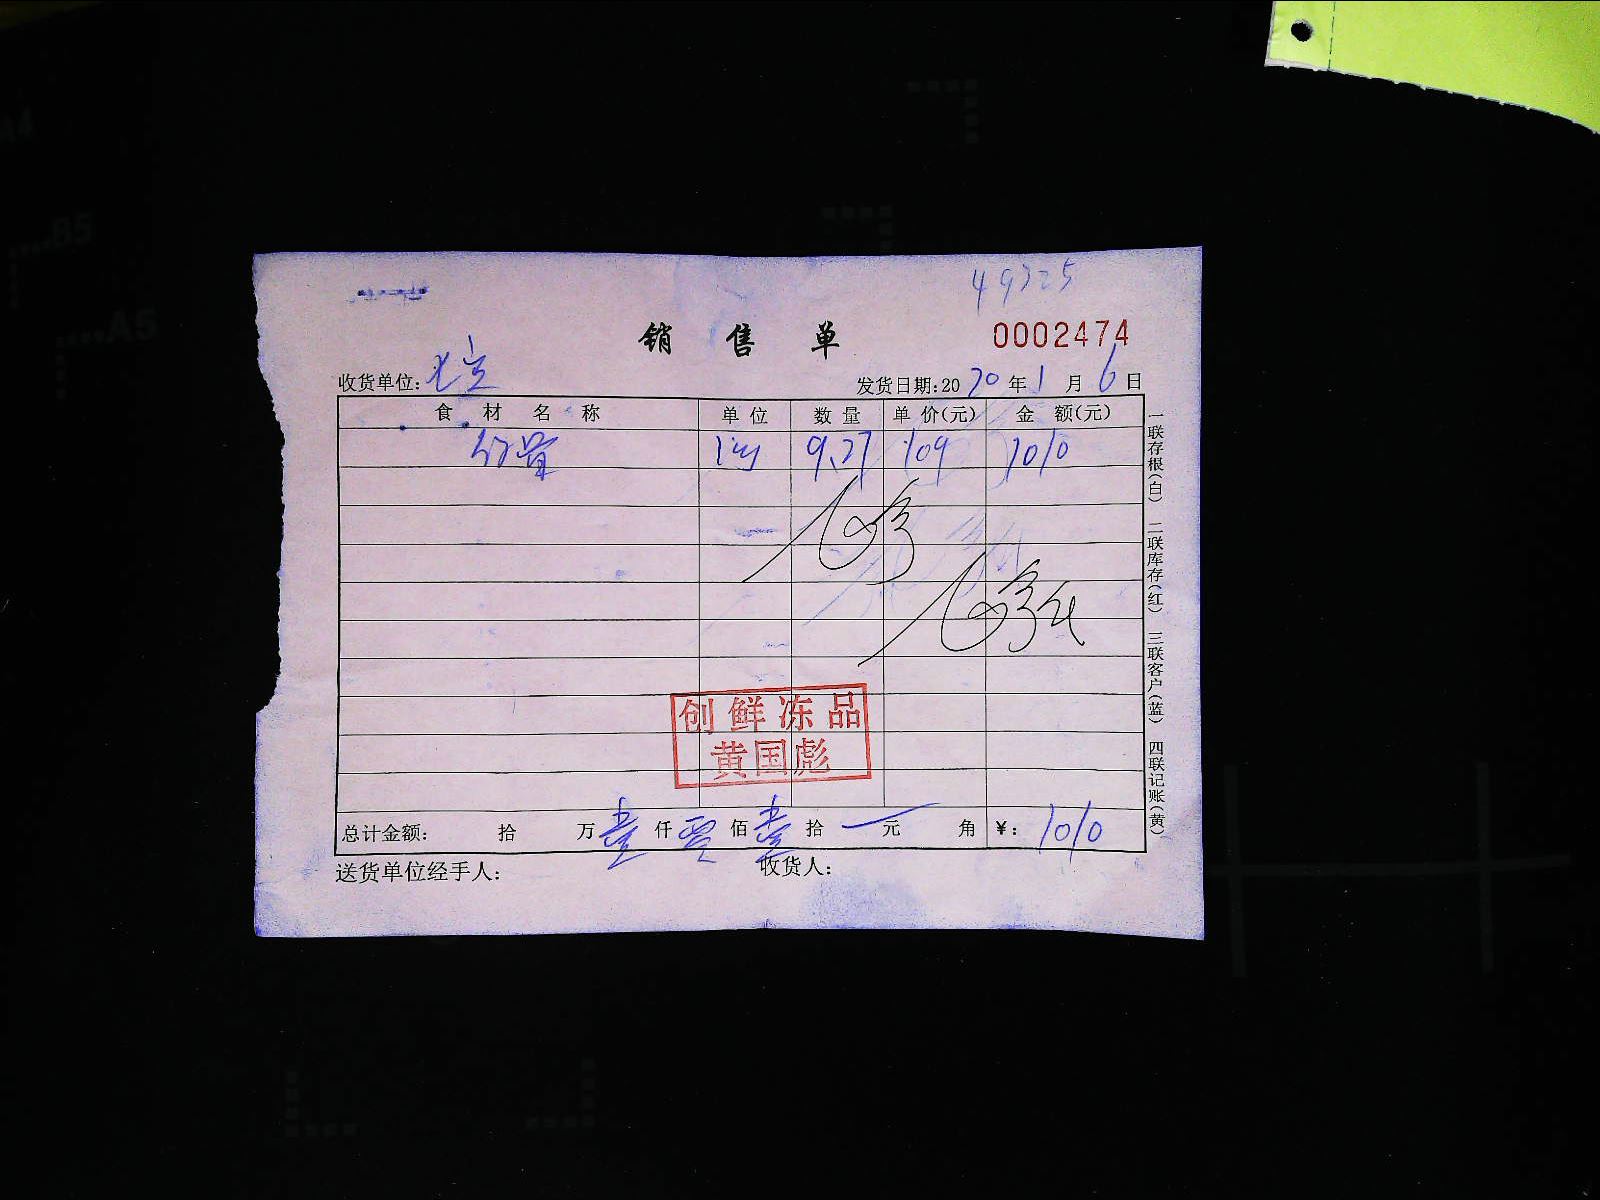 49325
销 售 单
0002474
收货单位: 发货日期:2020年1月6日
食 材 名 称 单 位 数 量 单 价(元) 金 额(元)
9.27 109 1010
创鲜冻品
黄国彪
总计金额: 拾 万壹仟零佰壹拾 元 角 ¥: 1010
送货单位经手人: 收货人:
一联存根(白) 二联库存(红) 三联客户(蓝) 四联记账(黄)
A4
B5
A5